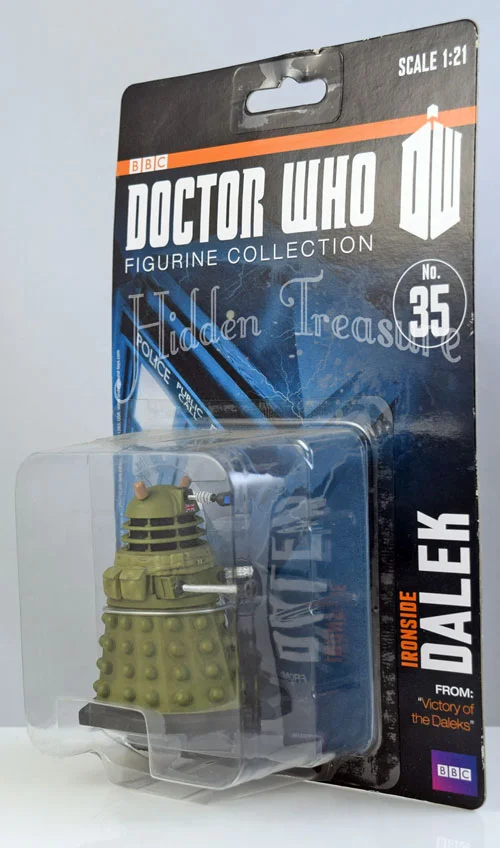 SCALE 1:21
BBC
DOCTOR WHO
DW
FIGURINE COLLECTION
No.
35
Hidden Treasure
POLICE PUBLIC
CALL
IRONSIDE
DALEK
FROM:
"Victory of
the Daleks"
BBC